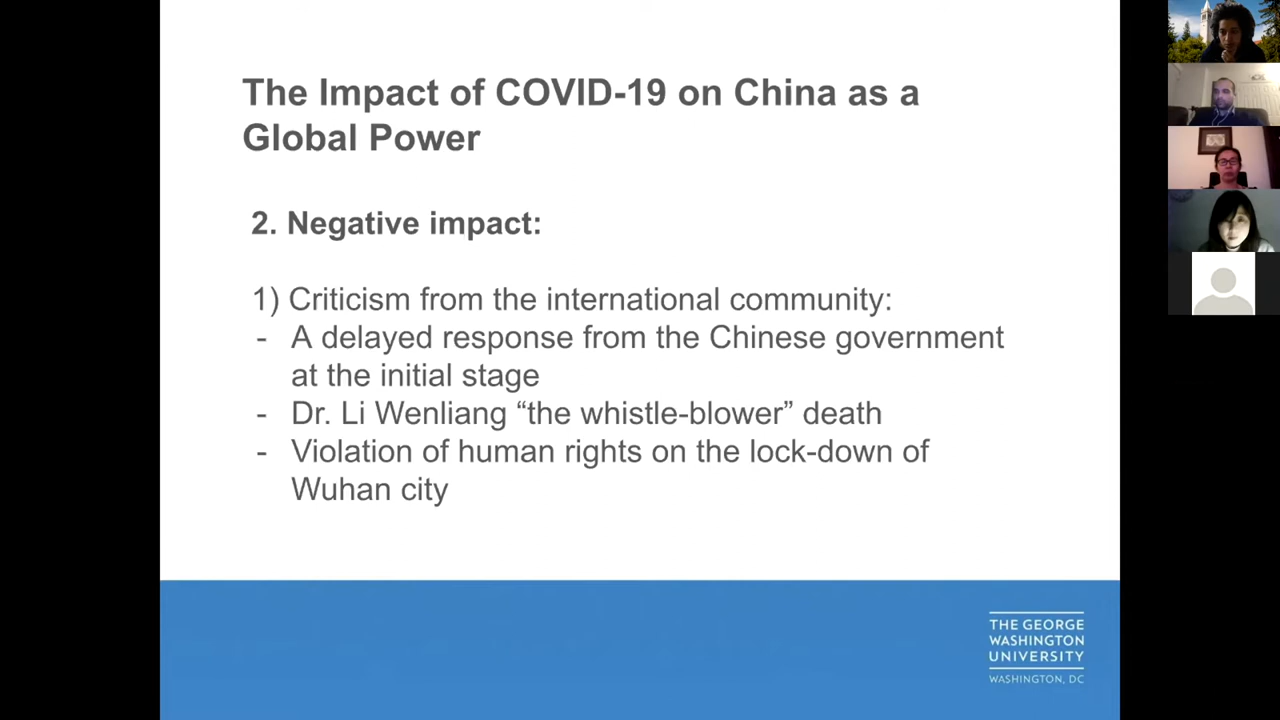 The Impact of COVID-19 on China as a
Global Power
2. Negative impact:
1) Criticism from the international community:
- A delayed response from the Chinese government
at the initial stage
- Dr. Li Wenliang “the whistle-blower” death
- Violation of human rights on the lock-down of
Wuhan city
THE GEORGE
WASHINGTON
UNIVERSITY
WASHINGTON, DC